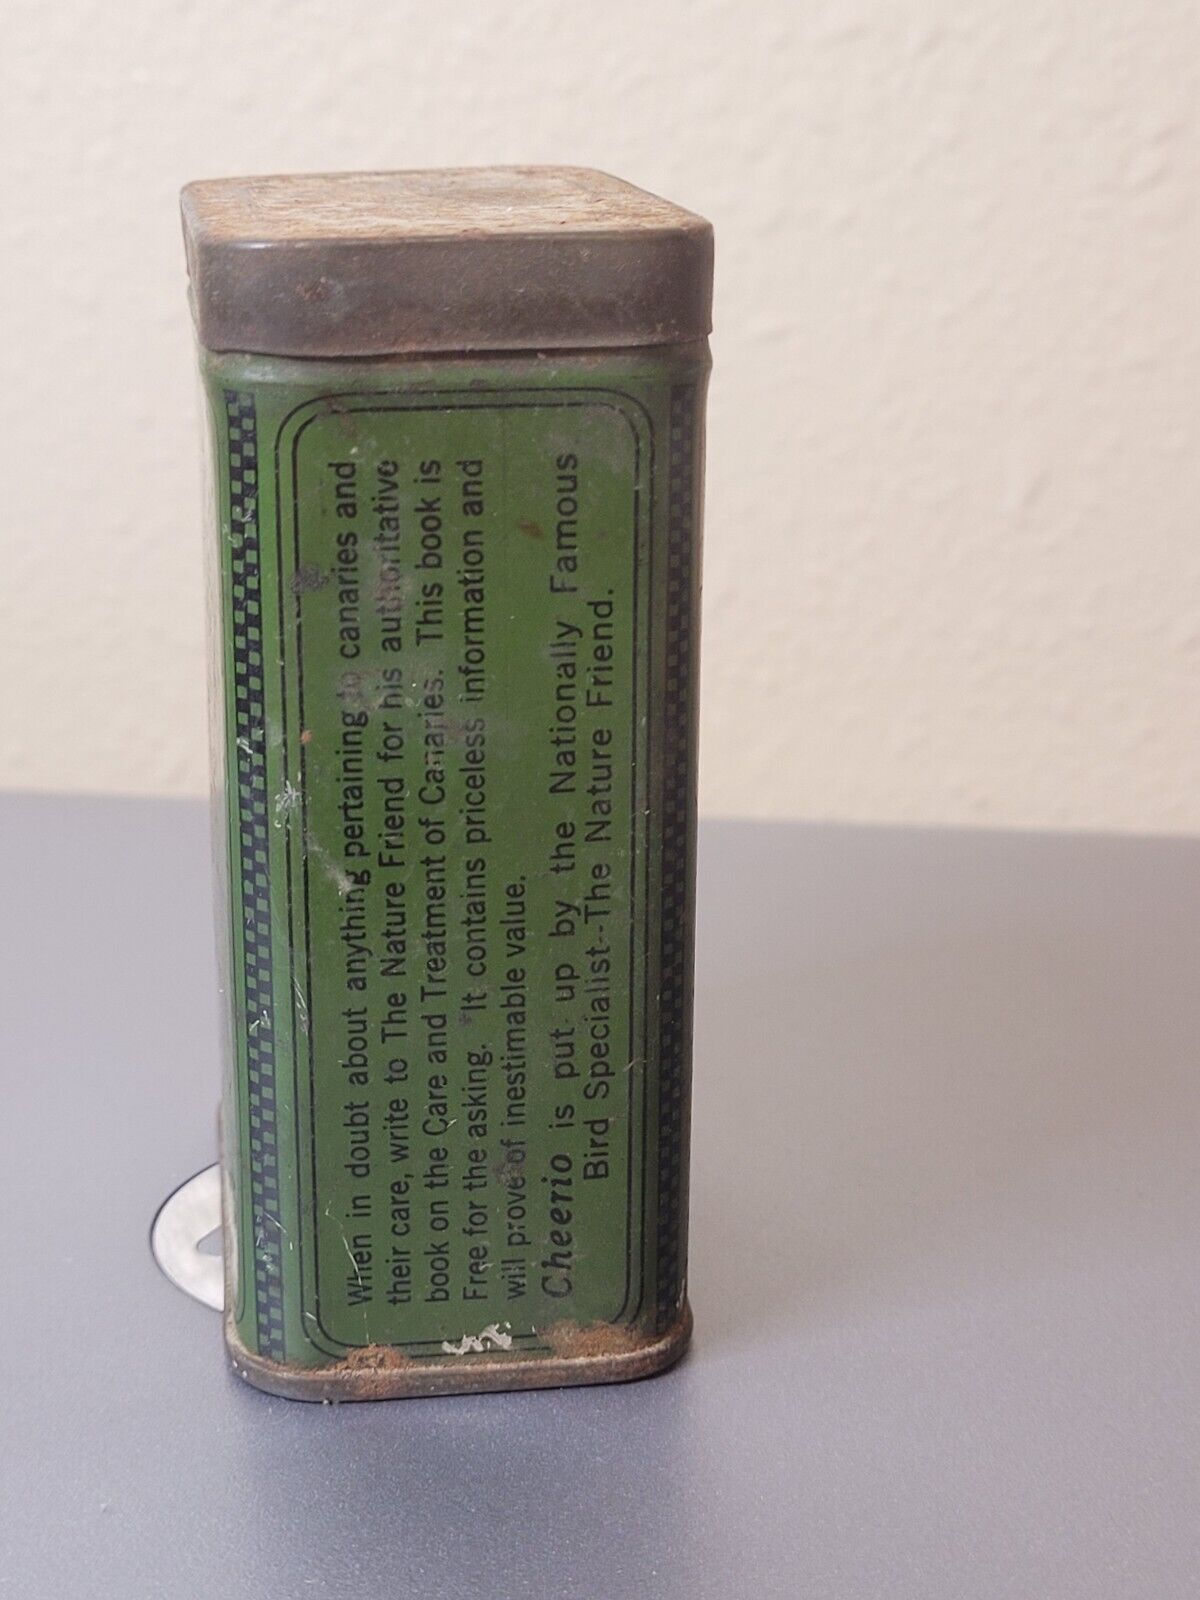 When in doubt about anything pertaining to canaries and
their care, write to The Nature Friend for his authoritative
book on the Care and Treatment of Canaries. This book is
Free for the asking. It contains priceless information and
will prove of inestimable value.
Cheerio is put up by the Nationally Famous
Bird Specialist--The Nature Friend.